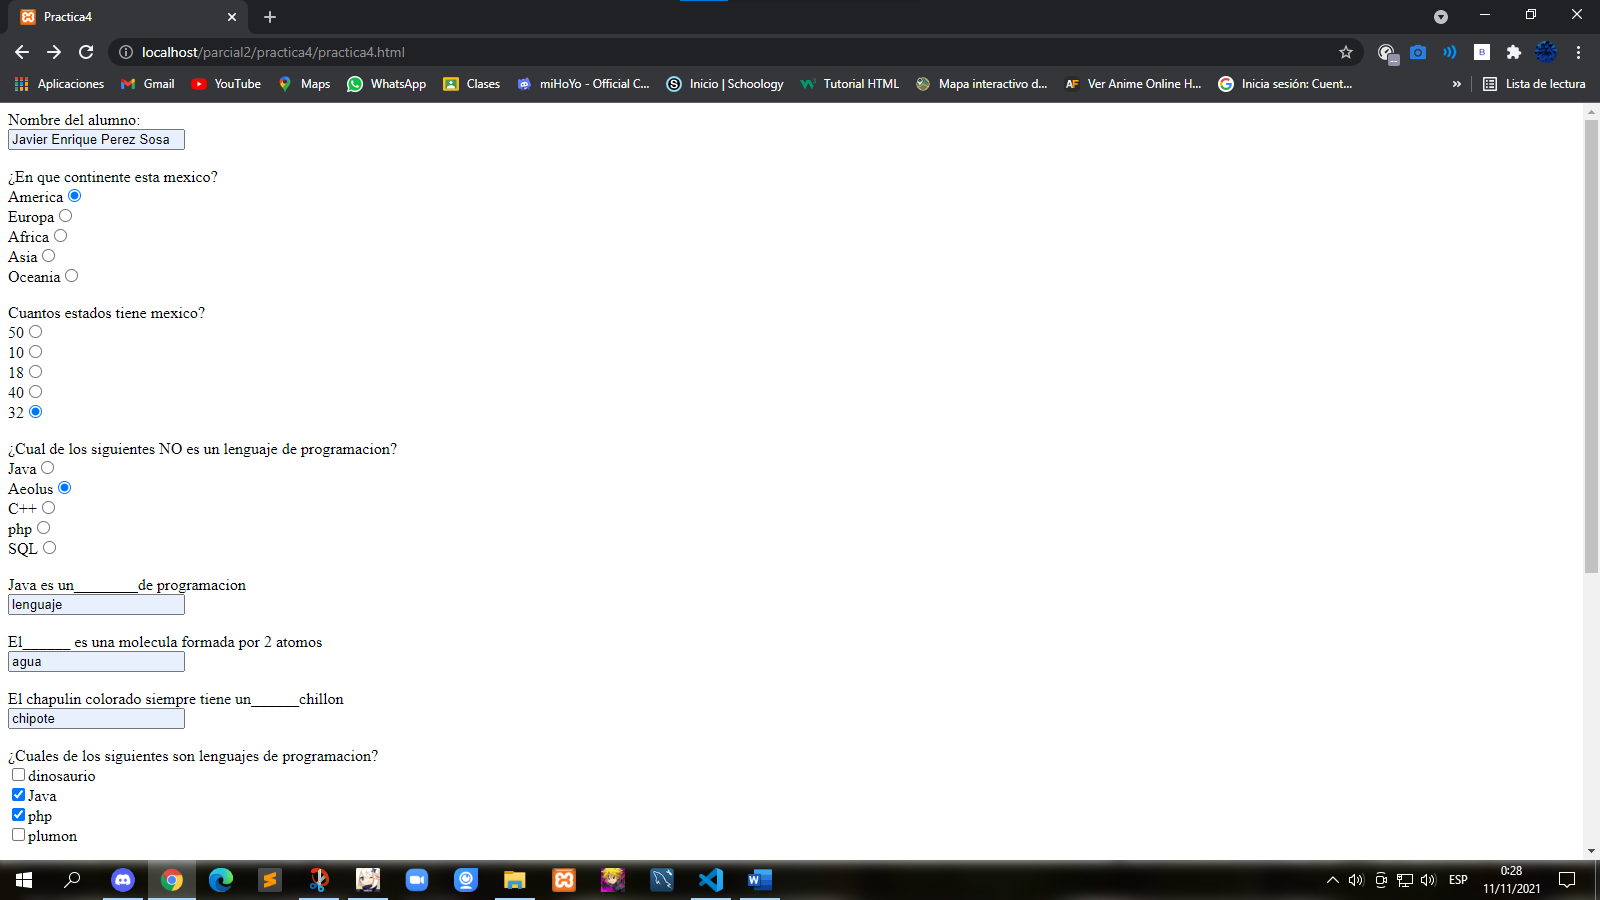 Practica4
localhost/parcial2/practica4/practica4.html
Aplicaciones Gmail YouTube Maps WhatsApp Clases miHoYo - Official C... Inicio | Schoology Tutorial HTML Mapa interactivo d... AF Ver Anime Online H... Inicia sesión: Cuent... » Lista de lectura
Nombre del alumno:
Javier Enrique Perez Sosa
¿En que continente esta mexico?
America
Europa
Africa
Asia
Oceania
Cuantos estados tiene mexico?
50
10
18
40
32
¿Cual de los siguientes NO es un lenguaje de programacion?
Java
Aeolus
C++
php
SQL
Java es un________de programacion
lenguaje
El______ es una molecula formada por 2 atomos
agua
El chapulin colorado siempre tiene un______chillon
chipote
¿Cuales de los siguientes son lenguajes de programacion?
dinosaurio
Java
php
plumon
ESP
0:28
11/11/2021